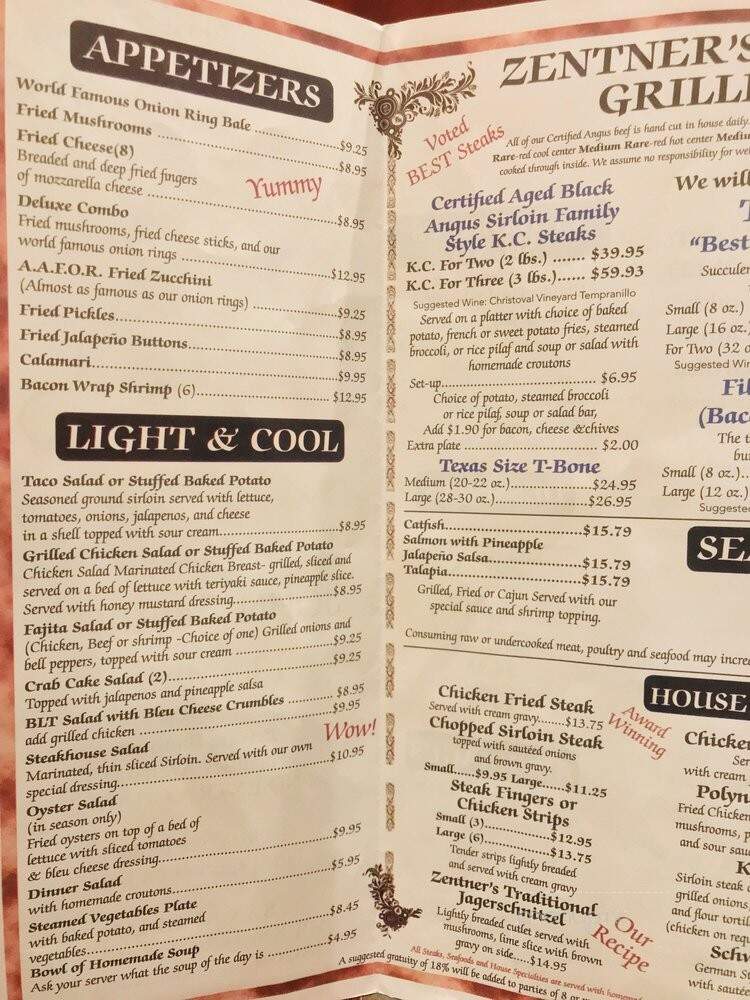 APPETIZERS
World Famous Onion Ring Bale ..................$9.25
Fried Mushrooms ..................$8.95
Fried Cheese(8)
Breaded and deep fried fingers
of mozzarella cheese ..................$8.95
Yummy
Deluxe Combo
Fried mushrooms, fried cheese sticks, and our
world famous onion rings ..................$12.95
A.A.F.O.R. Fried Zucchini
(Almost as famous as our onion rings) ..................$9.25
Fried Pickles..................$8.95
Fried Jalapeño Buttons..................$8.95
Calamari..................$9.95
Bacon Wrap Shrimp (6)..................$12.95
LIGHT & COOL
Taco Salad or Stuffed Baked Potato
Seasoned ground sirloin served with lettuce,
tomatoes, onions, jalapenos, and cheese
in a shell topped with sour cream..................$8.95
Grilled Chicken Salad or Stuffed Baked Potato
Chicken Salad Marinated Chicken Breast- grilled, sliced and
served on a bed of lettuce with teriyaki sauce, pineapple slice.
Served with honey mustard dressing..................$8.95
Fajita Salad or Stuffed Baked Potato
(Chicken, Beef or shrimp -Choice of one) Grilled onions and
bell peppers, topped with sour cream ..................$9.25
Crab Cake Salad (2)..................$9.25
Topped with jalapenos and pineapple salsa
BLT Salad with Bleu Cheese Crumbles ..........$8.95
add grilled chicken ..................$9.95
Steakhouse Salad
Wow!
Marinated, thin sliced Sirloin. Served with our own
special dressing..................$10.95
Oyster Salad
(in season only)
Fried oysters on top of a bed of
lettuce with sliced tomatoes
& bleu cheese dressing..................$9.95
Dinner Salad
with homemade croutons..................$5.95
Steamed Vegetables Plate
with baked potato, and steamed
vegetables..................$8.45
Bowl of Homemade Soup
Ask your server what the soup of the day is ..................$4.95
ZENTNER'S
GRILL
Voted
BEST Steaks
All of our Certified Angus beef is hand cut in house daily.
Rare-red cool center Medium Rare-red hot center Medium
cooked through inside. We assume no responsibility for we
Certified Aged Black
Angus Sirloin Family
Style K.C. Steaks
K.C. For Two (2 lbs.) ....... $39.95
K.C. For Three (3 lbs.)...... $59.93
Suggested Wine: Christoval Vineyard Tempranillo
Served on a platter with choice of baked
potato, french or sweet potato fries, steamed
broccoli, or rice pilaf and soup or salad with
homemade croutons
Set-up.................. $6.95
Choice of potato, steamed broccoli
or rice pilaf, soup or salad bar,
Add $1.90 for bacon, cheese &chives
Extra plate .................. $2.00
Texas Size T-Bone
Medium (20-22 oz.)..................$24.95
Large (28-30 oz.)..................$26.95
We will
T
"Best
Succulen
Small (8 oz.)
Large (16 oz.
For Two (32 o
Suggested Win
Fil
(Bac
The t
bu
Small (8 oz.)..
Large (12 oz.)
Suggeste
Catfish..................$15.79
Salmon with Pineapple
Jalapeño Salsa..................$15.79
Talapia..................$15.79
Grilled, Fried or Cajun Served with our
special sauce and shrimp topping.
SEA
Consuming raw or undercooked meat, poultry and seafood may increa
HOUSE
Chicken Fried Steak
Served with cream gravy........$13.75
Award
Winning
Chopped Sirloin Steak
topped with sautéed onions
and brown gravy.
Small......$9.95 Large......$11.25
Steak Fingers or
Chicken Strips
Small (3)..................$12.95
Large (6)..................$13.75
Tender strips lightly breaded
and served with cream gravy
Zentner's Traditional
Jagerschnitzel
Lightly breaded cutlet served with
mushrooms, lime slice with brown
gravy on side.....$14.95
Our
Recipe
Chicke
Ser
with cream
Polyn
Fried Chicken
mushrooms, p
and sour sau
K
Sirloin steak
grilled onions,
and flour tortil
(chicken on requ
Schw
German St
with sauteé
All Steaks, Seafoods and House Specialties are served with homem
A suggested gratuity of 18% will be added to parties of 8 or m